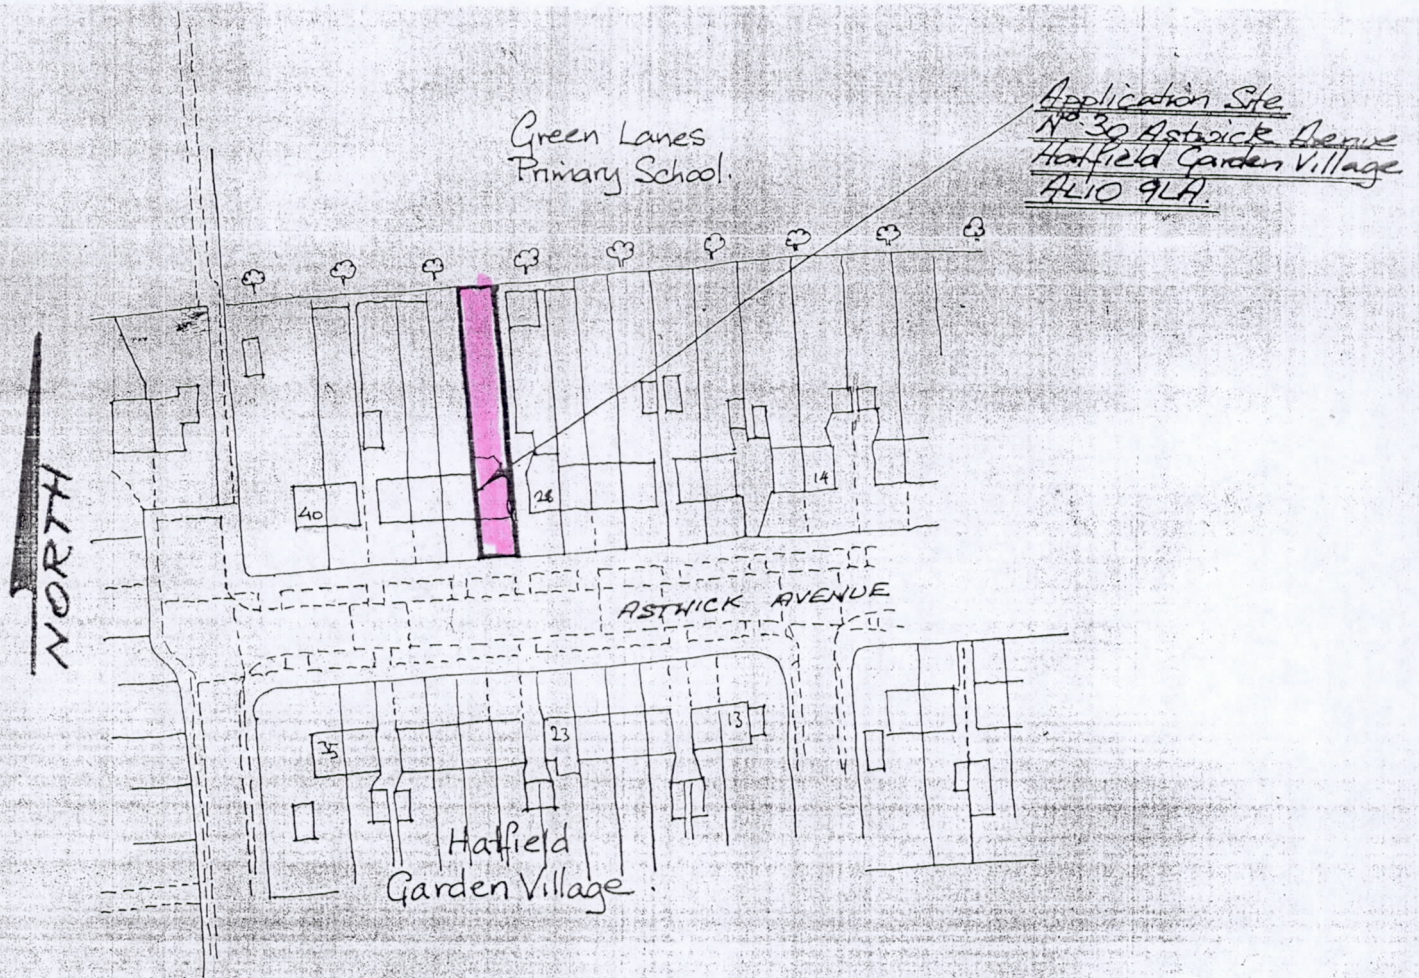 Application Site
Nº 30 Astwick Avenue
Hatfield Garden Village
AL10 9LA.
Green Lanes
Primary School.
NORTH
40
28
14
ASTWICK AVENUE
35
23
13
Hatfield
Garden Village.